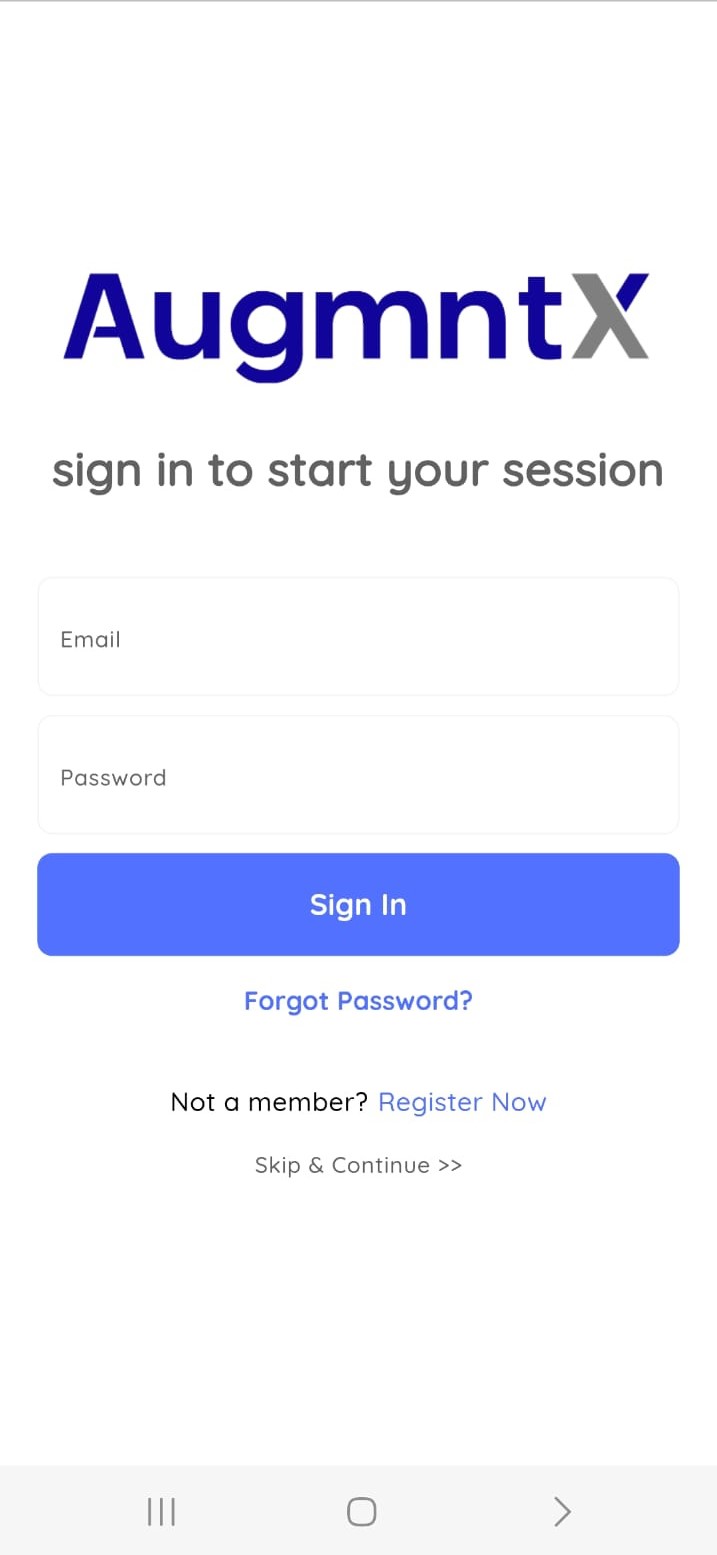 AugmntX
sign in to start your session
Email
Password
Sign In
Forgot Password?
Not a member? Register Now
Skip & Continue >>